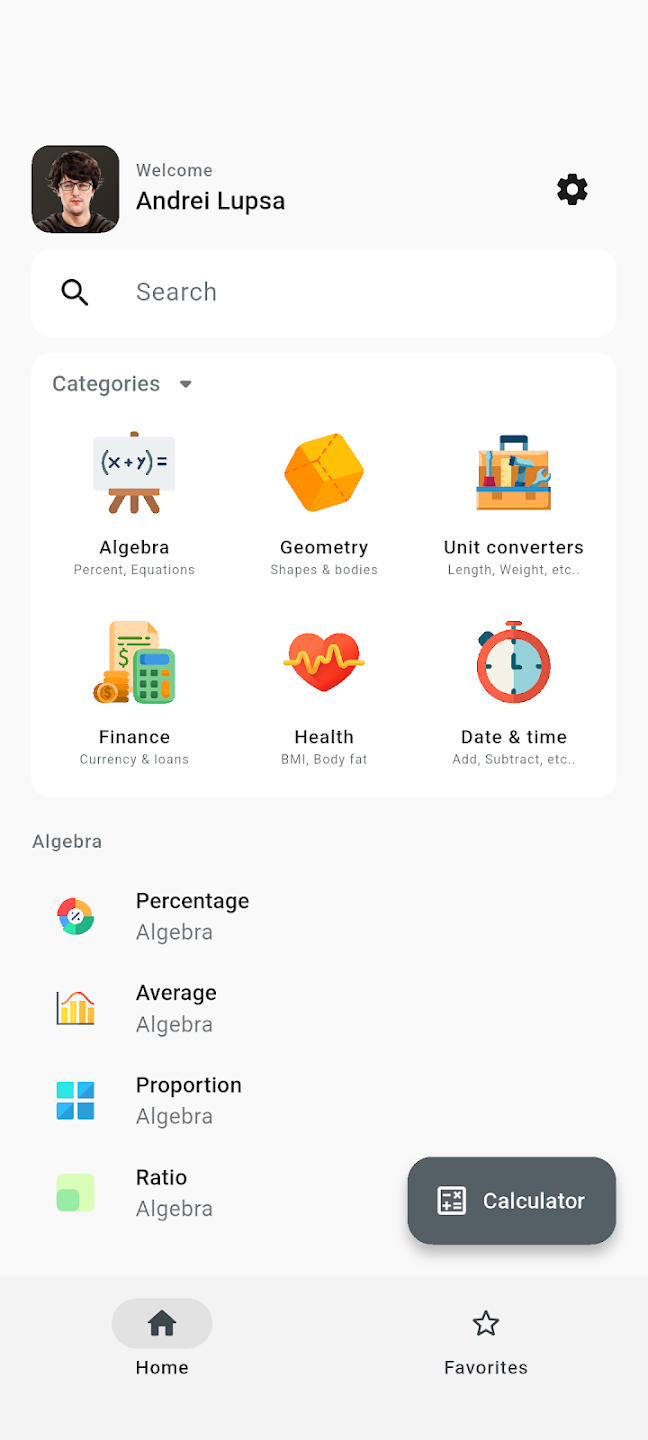 Welcome
Andrei Lupsa
Search
Categories
(x+y)=
Algebra
Percent, Equations
Geometry
Shapes & bodies
Unit converters
Length, Weight, etc..
$
$
Finance
Currency & loans
Health
BMI, Body fat
Date & time
Add, Subtract, etc..
Algebra
%
Percentage
Algebra
Average
Algebra
Proportion
Algebra
Ratio
Algebra
Calculator
Home
Favorites